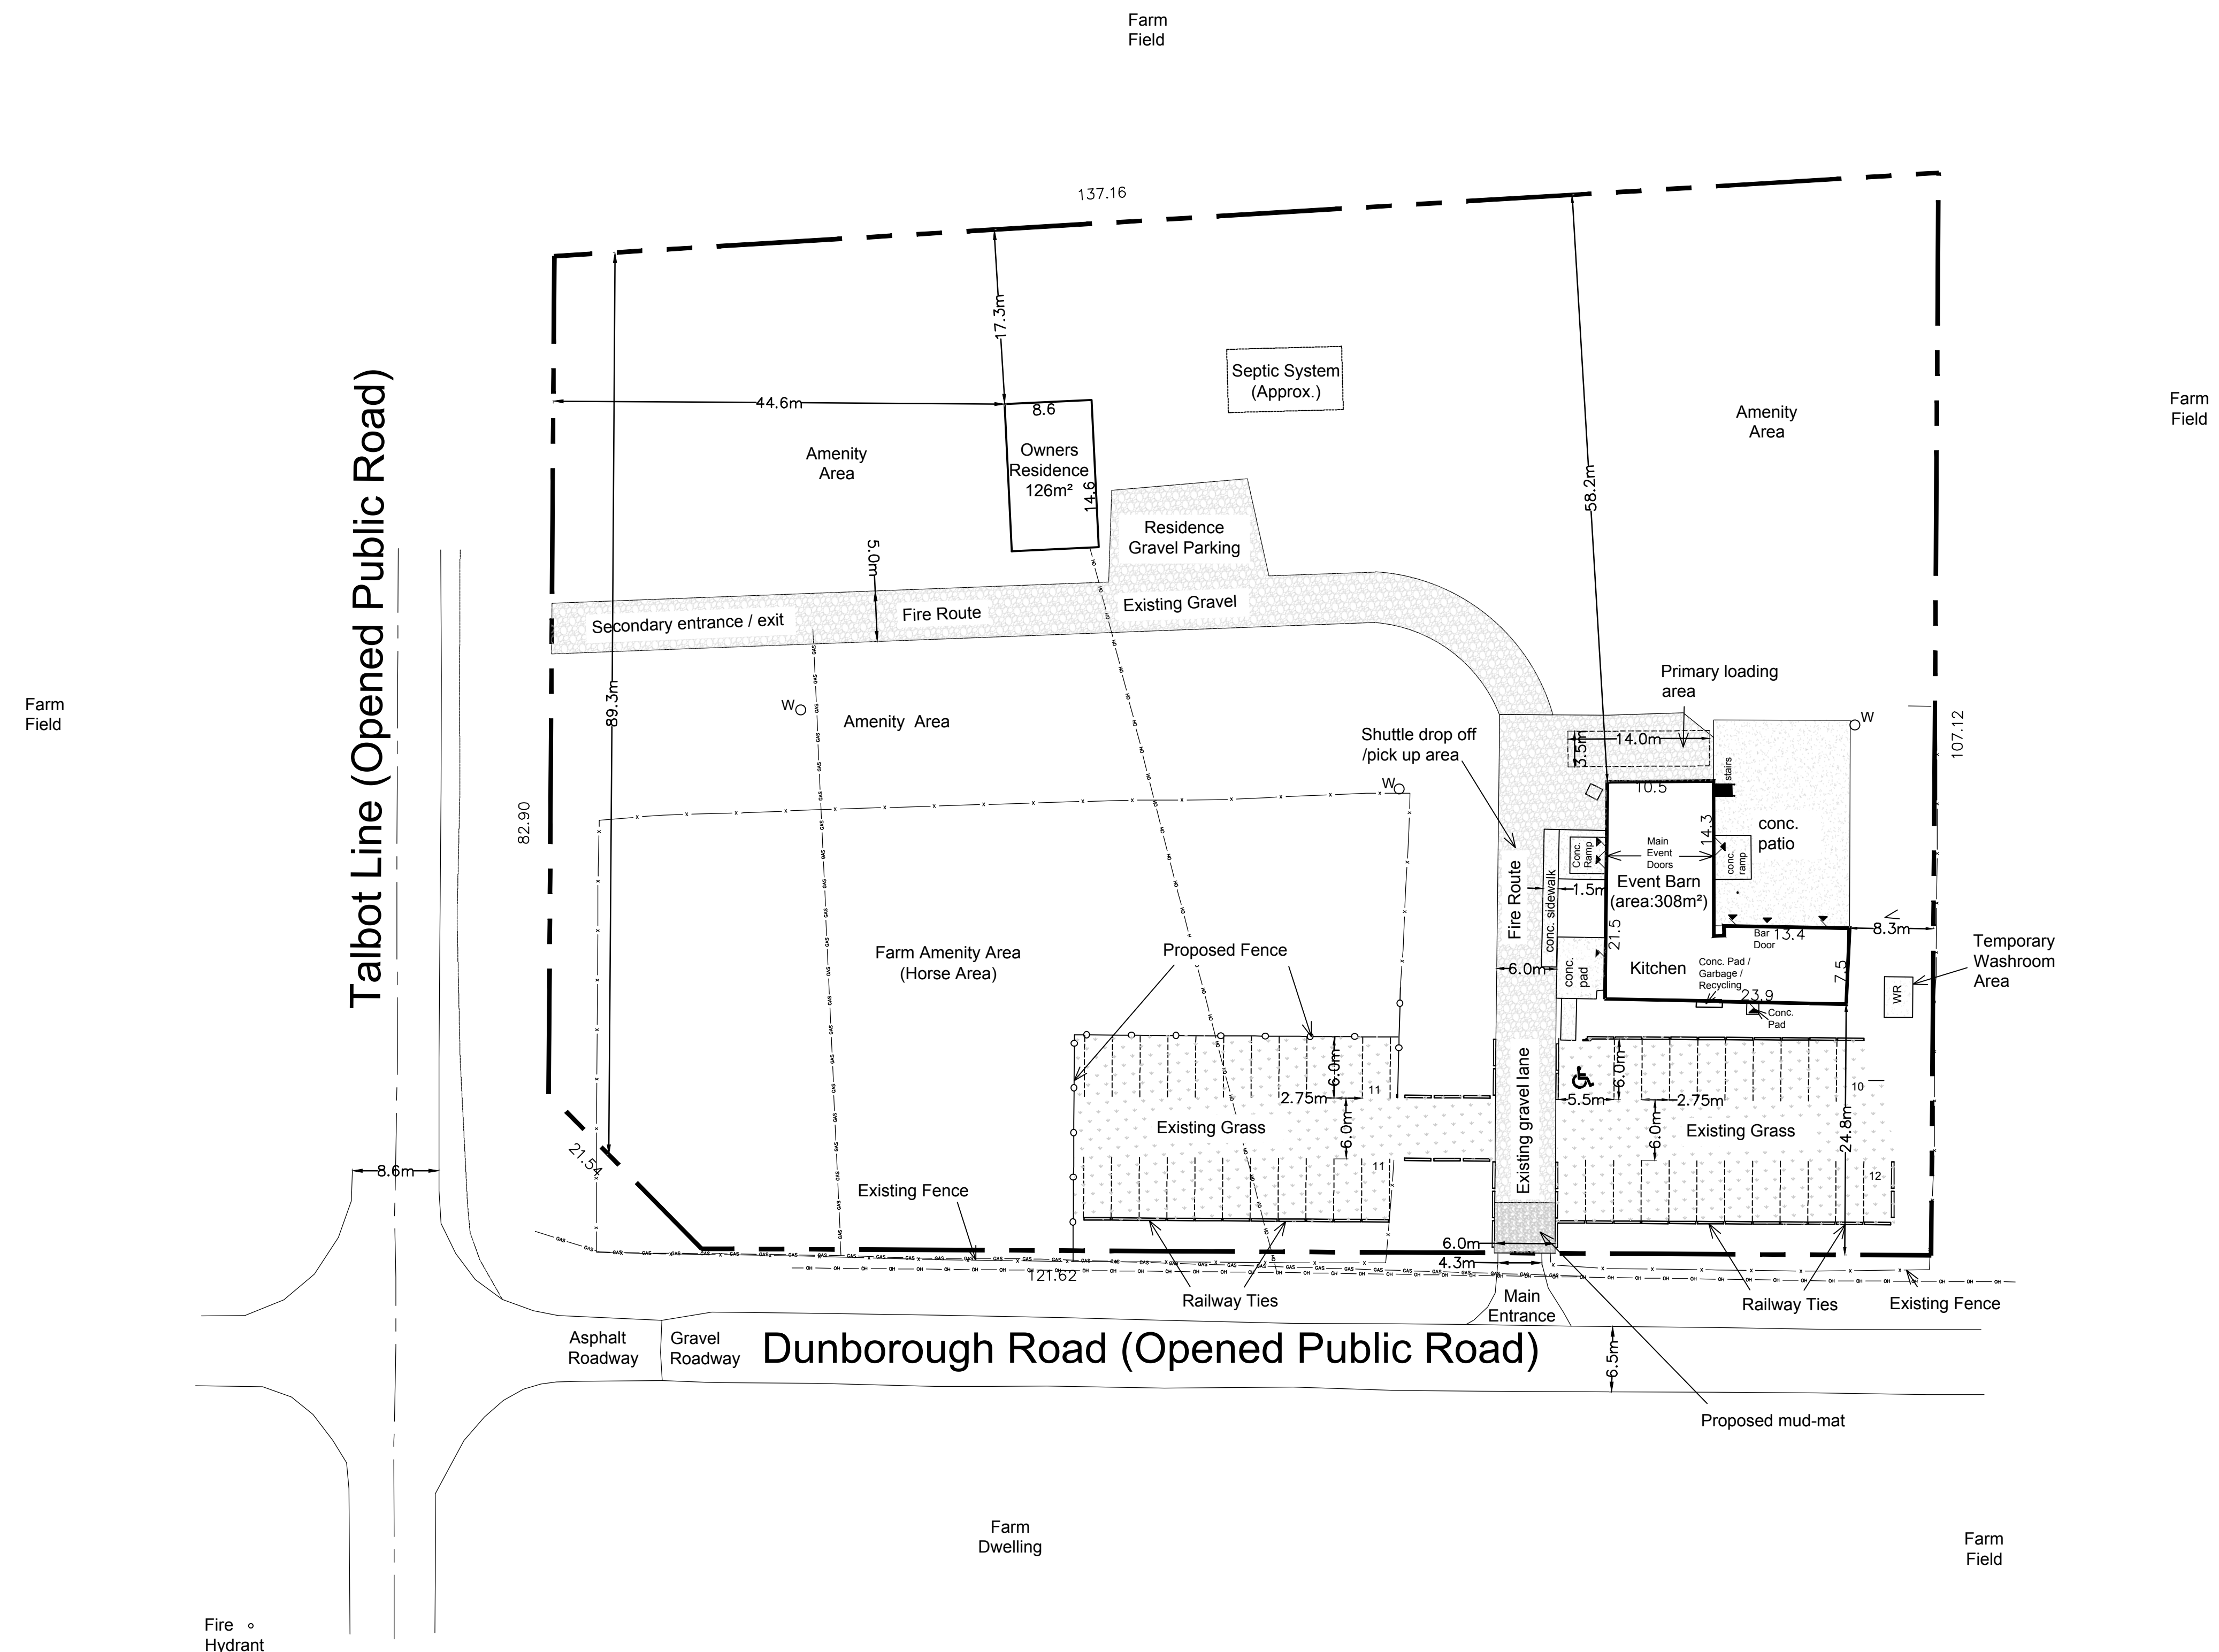 Farm
Field
137.16
17.3m
Septic System
(Approx.)
44.6m
8.6
Amenity
Area
Farm
Field
Owners
Residence
126m²
14.6
Amenity
Area
58.2m
Talbot Line (Opened Public Road)
Residence
Gravel Parking
5.0m
Secondary entrance / exit
Fire Route
Existing Gravel
Farm
Field
89.3m
W
Amenity Area
Primary loading
area
Shuttle drop off
/pick up area
3.5m
14.0m
W
107.12
82.90
W
10.5
stairs
14.3
conc.
patio
Conc.
Ramp
Main
Event
Doors
conc.
ramp
Fire Route
conc. sidewalk
1.5m
Event Barn
(area:308m²)
21.5
Farm Amenity Area
(Horse Area)
Proposed Fence
6.0m
conc.
pad
Kitchen
Bar
Door
13.4
8.3m
Conc. Pad /
Garbage /
Recycling
7.5
23.9
Conc.
Pad
WR
Temporary
Washroom
Area
6.0m
2.75m
11
Existing Grass
6.0m
11
Existing gravel lane
6.0m
5.5m
2.75m
10
6.0m
Existing Grass
24.8m
12
21.54
8.6m
Existing Fence
GAS
OH
x
121.62
6.0m
4.3m
Railway Ties
Main
Entrance
Railway Ties
Existing Fence
Asphalt
Roadway
Gravel
Roadway
Dunborough Road (Opened Public Road)
6.5m
Proposed mud-mat
Farm
Dwelling
Farm
Field
Fire
Hydrant